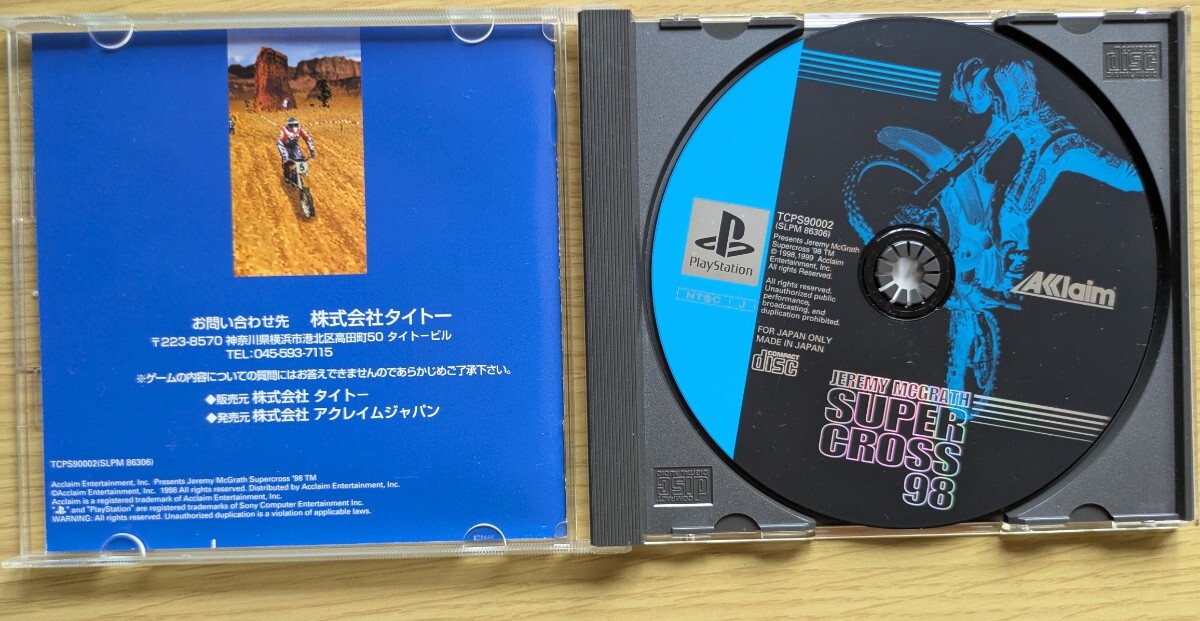 お問い合わせ先 株式会社タイトー
〒223-8570 神奈川県横浜市港北区高田町50 タイトービル
TEL:045-593-7115
※ゲームの内容についての質問にはお答えできませんのであらかじめご了承下さい。
◆販売元 株式会社 タイトー
◆発売元 株式会社 アクレイムジャパン
TCPS90002(SLPM 86306)
Acclaim Entertainment, Inc. Presents Jeremy McGrath Supercross '98 TM
©Acclaim Entertainment, Inc. 1998 All rights reserved. Distributed by Acclaim Entertainment, Inc.
Acclaim is a registered trademark of Acclaim Entertainment, Inc.
" " and "PlayStation" are registered trademarks of Sony Computer Entertainment Inc.
WARNING: All rights reserved. Unauthorized duplication is a violation of applicable laws.
5
PlayStation
NTSC J
TCPS90002
(SLPM 86306)
Presents Jeremy McGrath
Supercross '98 TM
© 1998,1999 Acclaim
Entertainment, Inc.
All rights Reserved.
All rights reserved.
Unauthorized public
performance,
broadcasting, and
duplication prohibited.
FOR JAPAN ONLY
MADE IN JAPAN
COMPACT
disc
AKKlaim
JEREMY MCGRATH
SUPER
CROSS
98
COMPACT
disc
DIGITAL AUDIO
COMPACT
disc
DIGITAL AUDIO